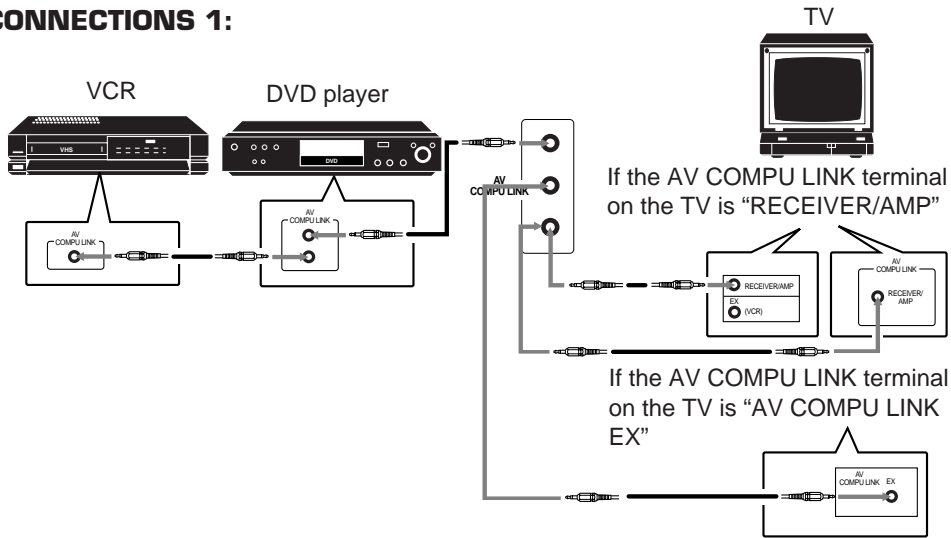 CONNECTIONS 1:
TV
VCR
DVD player
VHS
DVD
AV
COMPU LINK
AV
COMPU LINK
AV
COMPU LINK
If the AV COMPU LINK terminal
on the TV is “RECEIVER/AMP”
RECEIVER/AMP
EX
(VCR)
AV
COMPU LINK
RECEIVER/
AMP
If the AV COMPU LINK terminal
on the TV is “AV COMPU LINK
EX”
AV
COMPU LINK EX